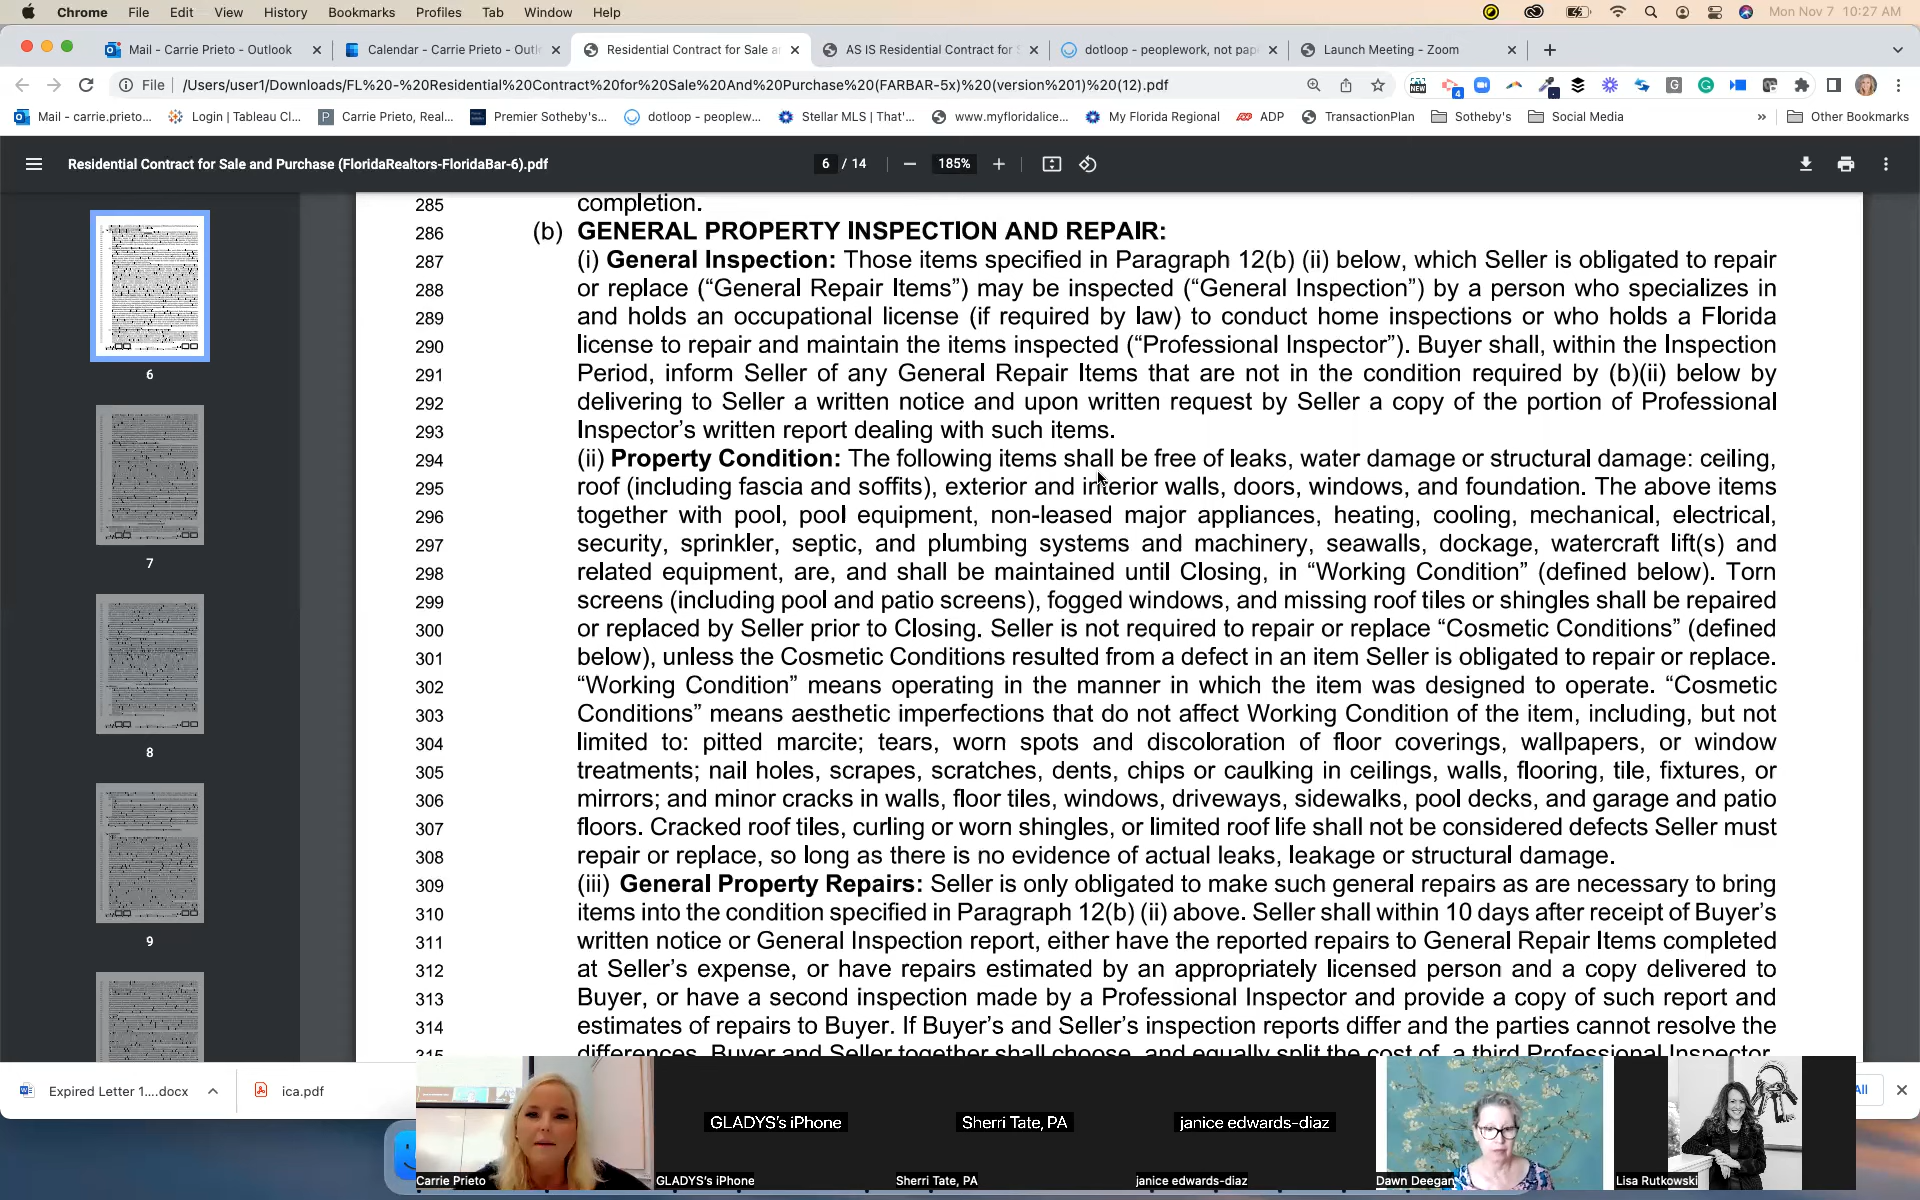 Chrome File Edit View History Bookmarks Profiles Tab Window Help Mon Nov 7 10:27 AM
Mail - Carrie Prieto - Outlook Calendar - Carrie Prieto - Outl Residential Contract for Sale a AS IS Residential Contract for S dotloop - peoplework, not pap Launch Meeting - Zoom
File /Users/user1/Downloads/FL%20-%20Residential%20Contract%20for%20Sale%20And%20Purchase%20(FARBAR-5x)%20(version%201)%20(12).pdf
Mail - carrie.prieto... Login | Tableau Cl... Carrie Prieto, Real... Premier Sotheby's... dotloop - peoplew... Stellar MLS | That'... www.myfloridalice... My Florida Regional ADP TransactionPlan Sotheby's Social Media » Other Bookmarks
Residential Contract for Sale and Purchase (FloridaRealtors-FloridaBar-6).pdf 6 / 14 185%
285 completion.
286 (b) GENERAL PROPERTY INSPECTION AND REPAIR:
287 (i) General Inspection: Those items specified in Paragraph 12(b) (ii) below, which Seller is obligated to repair
288 or replace (“General Repair Items”) may be inspected (“General Inspection”) by a person who specializes in
289 and holds an occupational license (if required by law) to conduct home inspections or who holds a Florida
290 license to repair and maintain the items inspected (“Professional Inspector”). Buyer shall, within the Inspection
291 Period, inform Seller of any General Repair Items that are not in the condition required by (b)(ii) below by
292 delivering to Seller a written notice and upon written request by Seller a copy of the portion of Professional
293 Inspector’s written report dealing with such items.
294 (ii) Property Condition: The following items shall be free of leaks, water damage or structural damage: ceiling,
295 roof (including fascia and soffits), exterior and interior walls, doors, windows, and foundation. The above items
296 together with pool, pool equipment, non-leased major appliances, heating, cooling, mechanical, electrical,
297 security, sprinkler, septic, and plumbing systems and machinery, seawalls, dockage, watercraft lift(s) and
298 related equipment, are, and shall be maintained until Closing, in “Working Condition” (defined below). Torn
299 screens (including pool and patio screens), fogged windows, and missing roof tiles or shingles shall be repaired
300 or replaced by Seller prior to Closing. Seller is not required to repair or replace “Cosmetic Conditions” (defined
301 below), unless the Cosmetic Conditions resulted from a defect in an item Seller is obligated to repair or replace.
302 “Working Condition” means operating in the manner in which the item was designed to operate. “Cosmetic
303 Conditions” means aesthetic imperfections that do not affect Working Condition of the item, including, but not
304 limited to: pitted marcite; tears, worn spots and discoloration of floor coverings, wallpapers, or window
305 treatments; nail holes, scrapes, scratches, dents, chips or caulking in ceilings, walls, flooring, tile, fixtures, or
306 mirrors; and minor cracks in walls, floor tiles, windows, driveways, sidewalks, pool decks, and garage and patio
307 floors. Cracked roof tiles, curling or worn shingles, or limited roof life shall not be considered defects Seller must
308 repair or replace, so long as there is no evidence of actual leaks, leakage or structural damage.
309 (iii) General Property Repairs: Seller is only obligated to make such general repairs as are necessary to bring
310 items into the condition specified in Paragraph 12(b) (ii) above. Seller shall within 10 days after receipt of Buyer’s
311 written notice or General Inspection report, either have the reported repairs to General Repair Items completed
312 at Seller’s expense, or have repairs estimated by an appropriately licensed person and a copy delivered to
313 Buyer, or have a second inspection made by a Professional Inspector and provide a copy of such report and
314 estimates of repairs to Buyer. If Buyer’s and Seller’s inspection reports differ and the parties cannot resolve the
315 differences, Buyer and Seller together shall choose, and equally split the cost of, a third Professional Inspector
6
7
8
9
Expired Letter 1....docx ica.pdf All
GLADYS's iPhone Sherri Tate, PA janice edwards-diaz
Carrie Prieto GLADYS's iPhone Sherri Tate, PA janice edwards-diaz Dawn Deegan Lisa Rutkowski